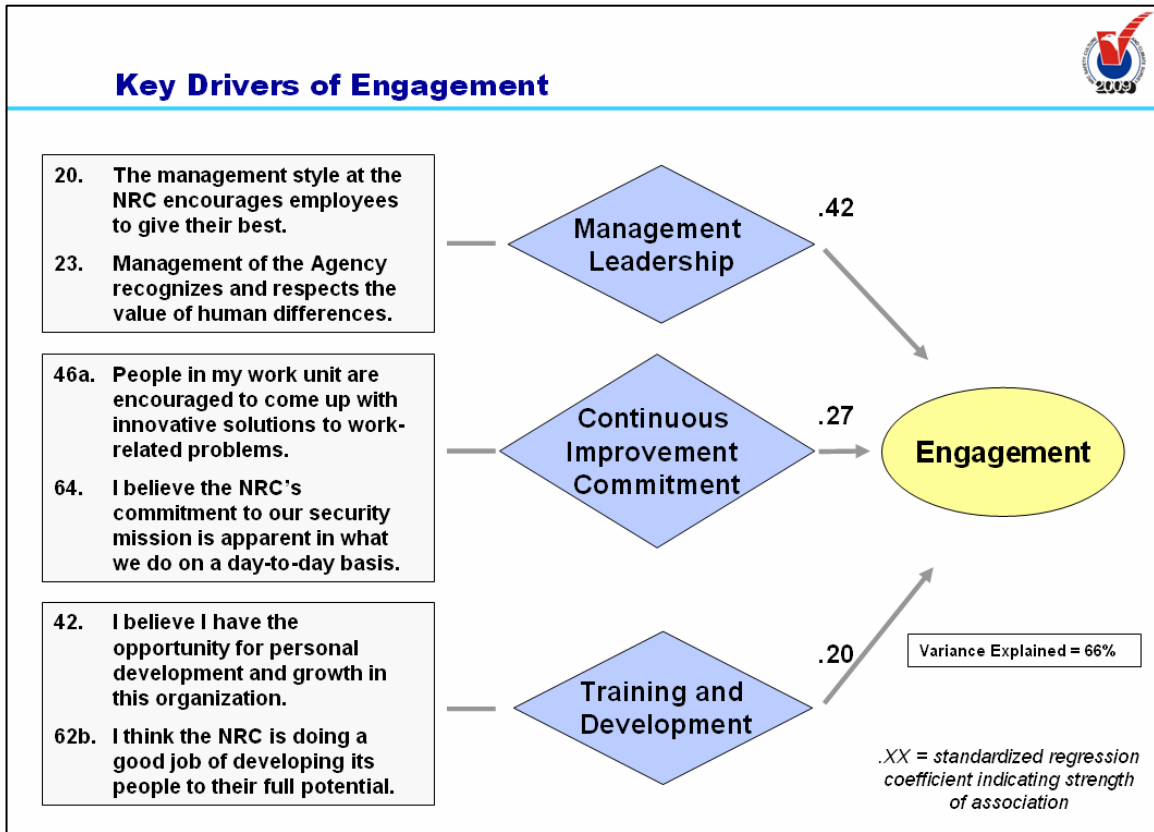 Key Drivers of Engagement
2009
20. The management style at the
NRC encourages employees
to give their best.
23. Management of the Agency
recognizes and respects the
value of human differences.
Management
Leadership
.42
46a. People in my work unit are
encouraged to come up with
innovative solutions to work-
related problems.
64. I believe the NRC's
commitment to our security
mission is apparent in what
we do on a day-to-day basis.
Continuous
Improvement
Commitment
.27
Engagement
42. I believe I have the
opportunity for personal
development and growth in
this organization.
62b. I think the NRC is doing a
good job of developing its
people to their full potential.
Training and
Development
.20
Variance Explained = 66%
.XX = standardized regression
coefficient indicating strength
of association